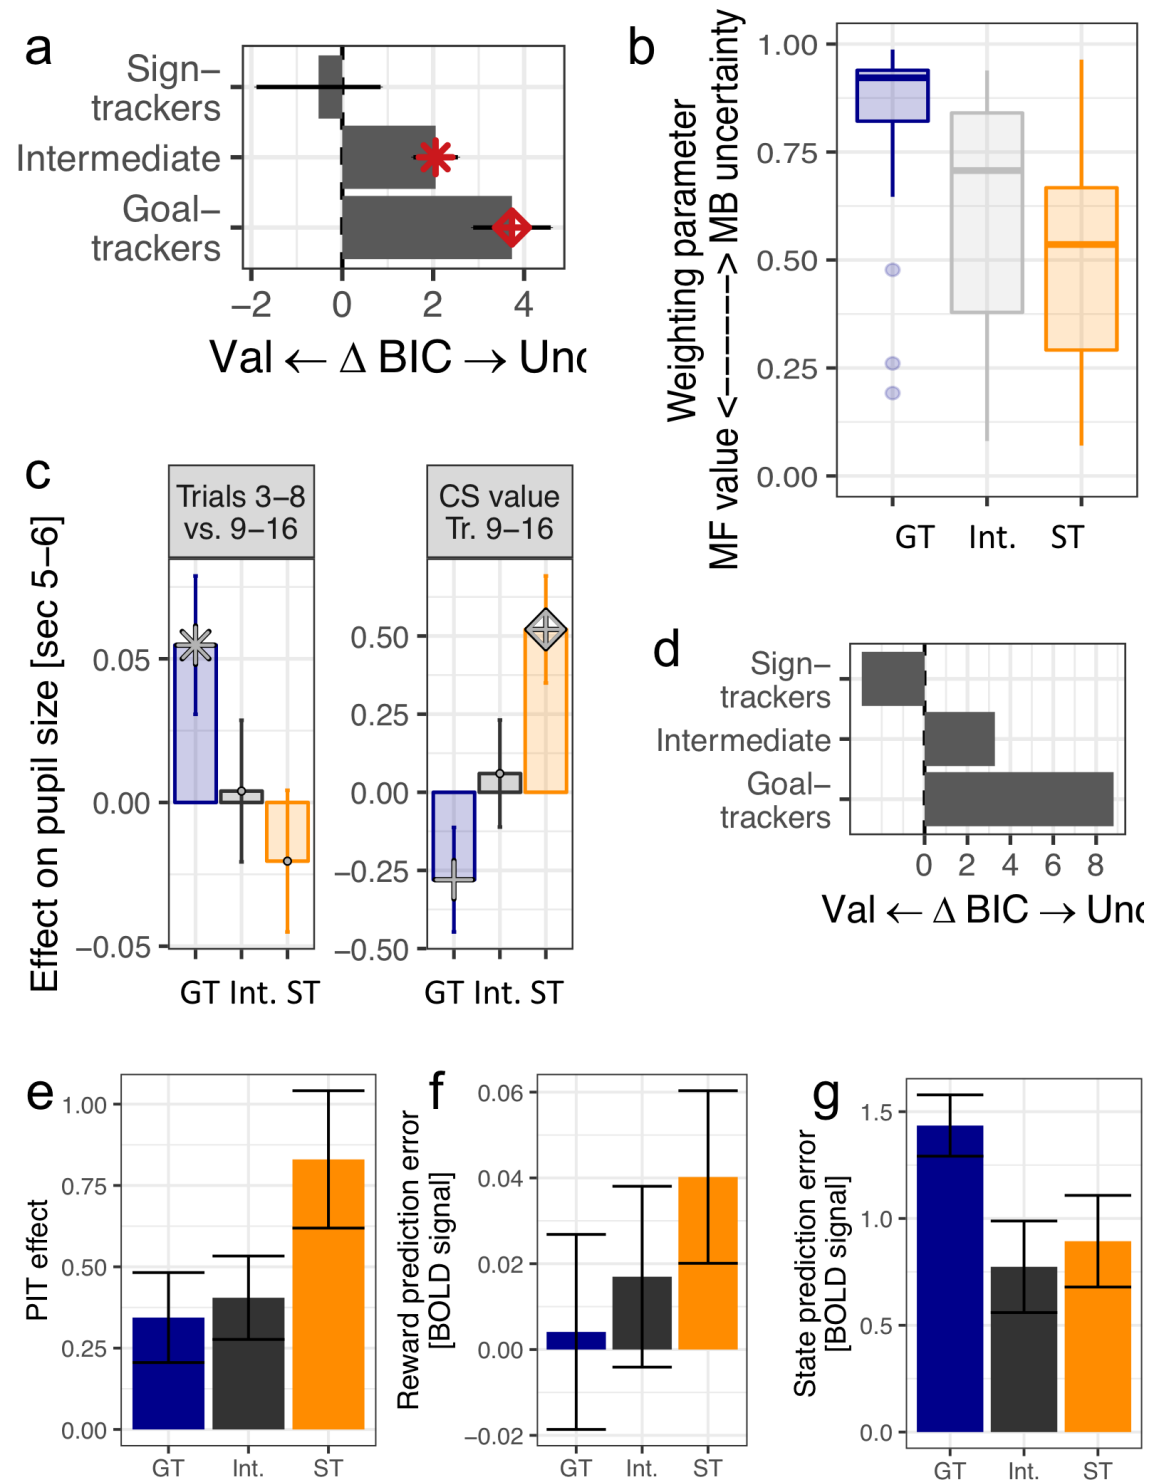 a
Sign–
trackers
Intermediate
Goal–
trackers
−2 0 2 4
Val ← Δ BIC → Unc
b
Weighting parameter
MF value <-------> MB uncertainty
1.00
0.75
0.50
0.25
0.00
GT Int. ST
c
Effect on pupil size [sec 5–6]
Trials 3–8
vs. 9–16
0.05
0.00
−0.05
GT Int. ST
CS value
Tr. 9–16
0.50
0.25
0.00
−0.25
−0.50
GT Int. ST
d
Sign–
trackers
Intermediate
Goal–
trackers
0 2 4 6 8
Val ← Δ BIC → Unc
e
PIT effect
1.00
0.75
0.50
0.25
0.00
GT Int. ST
f
Reward prediction error
[BOLD signal]
0.06
0.04
0.02
0.00
−0.02
GT Int. ST
g
State prediction error
[BOLD signal]
1.5
1.0
0.5
0.0
GT Int. ST